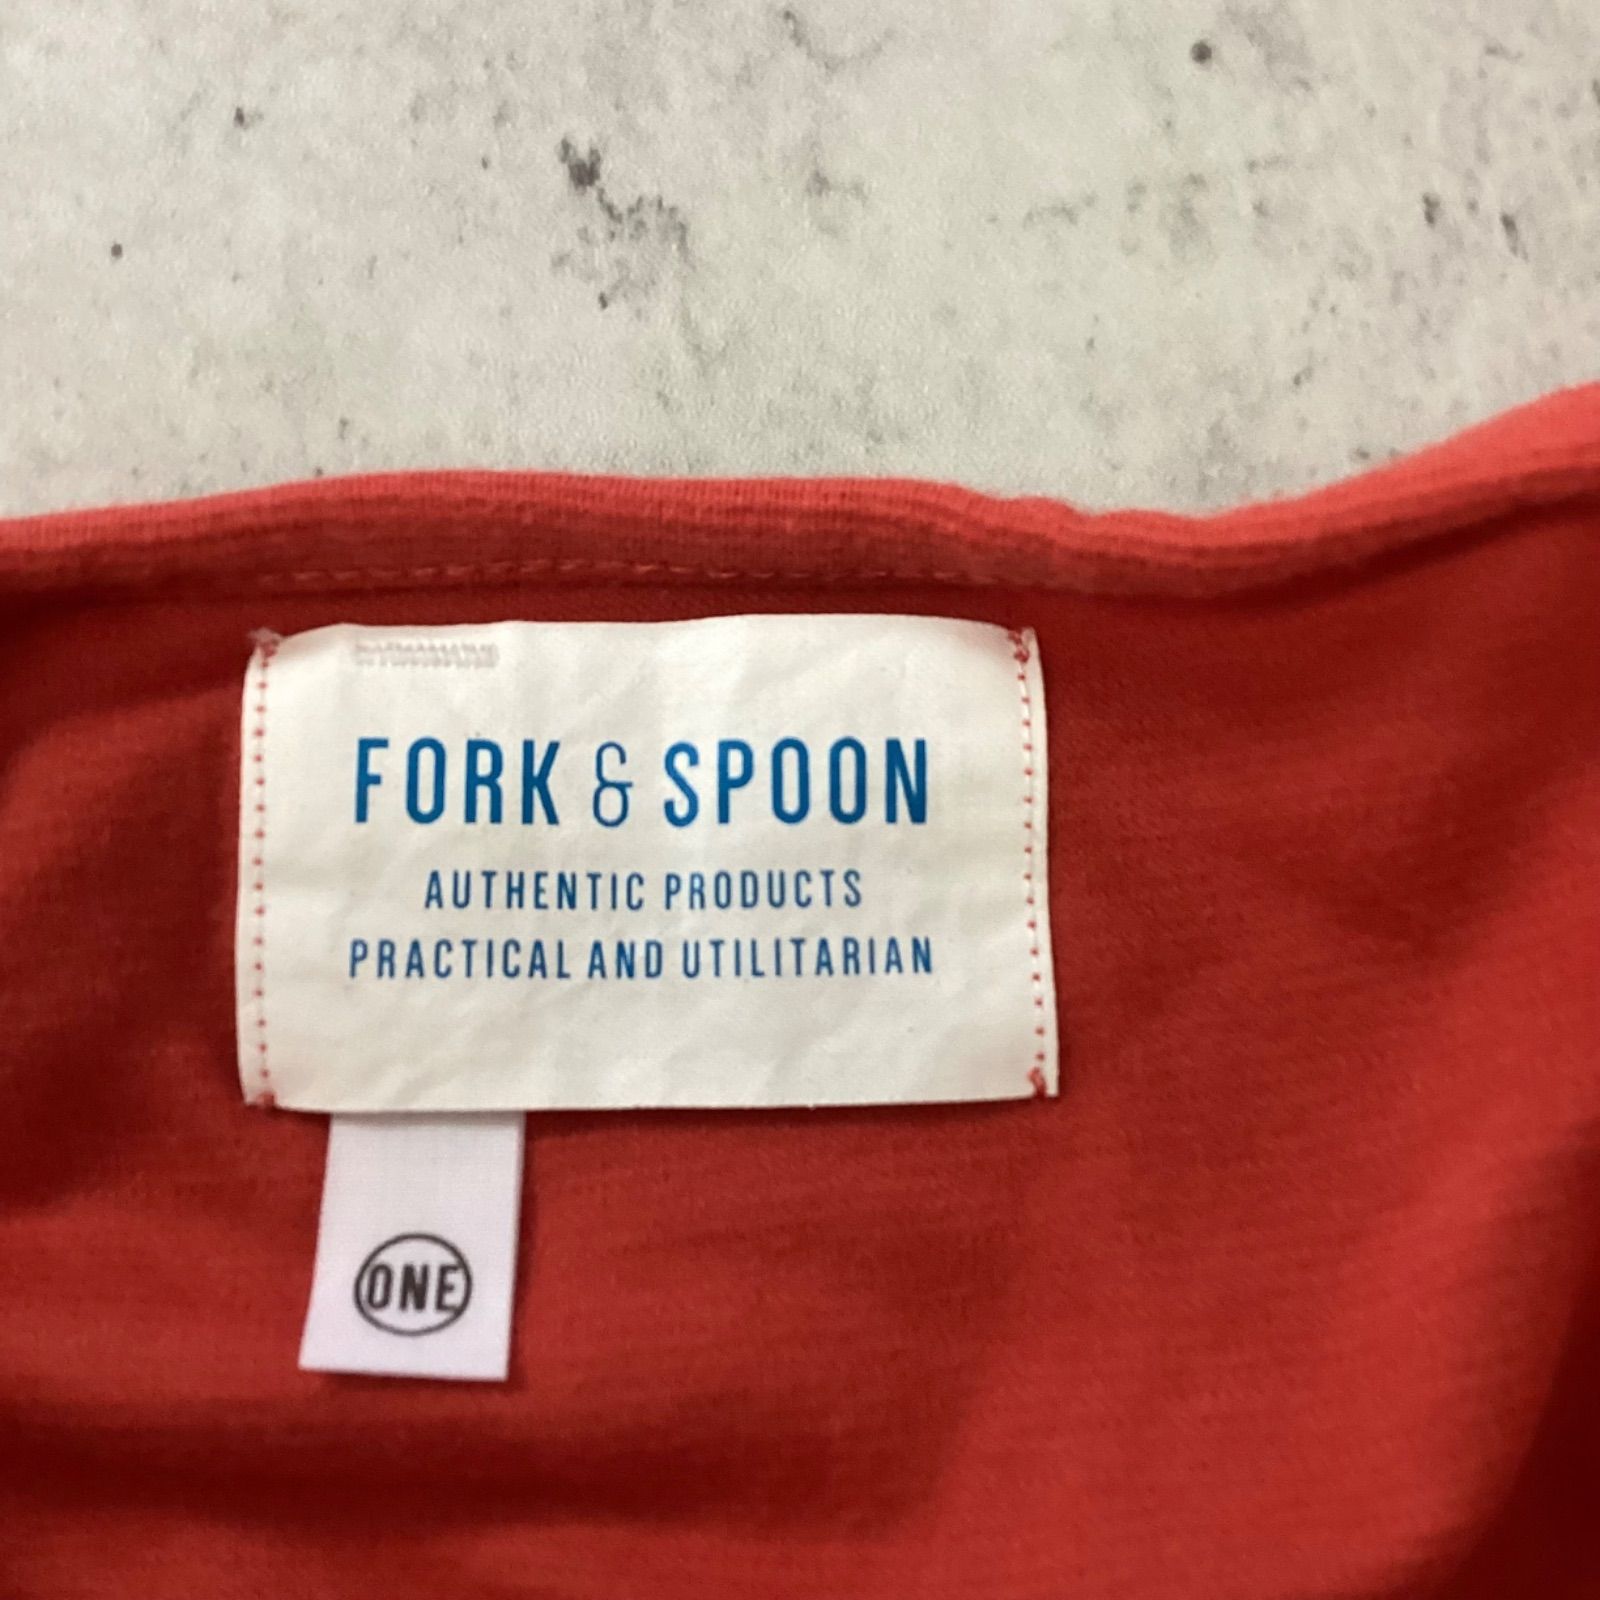 FORK & SPOON
AUTHENTIC PRODUCTS
PRACTICAL AND UTILITARIAN
ONE